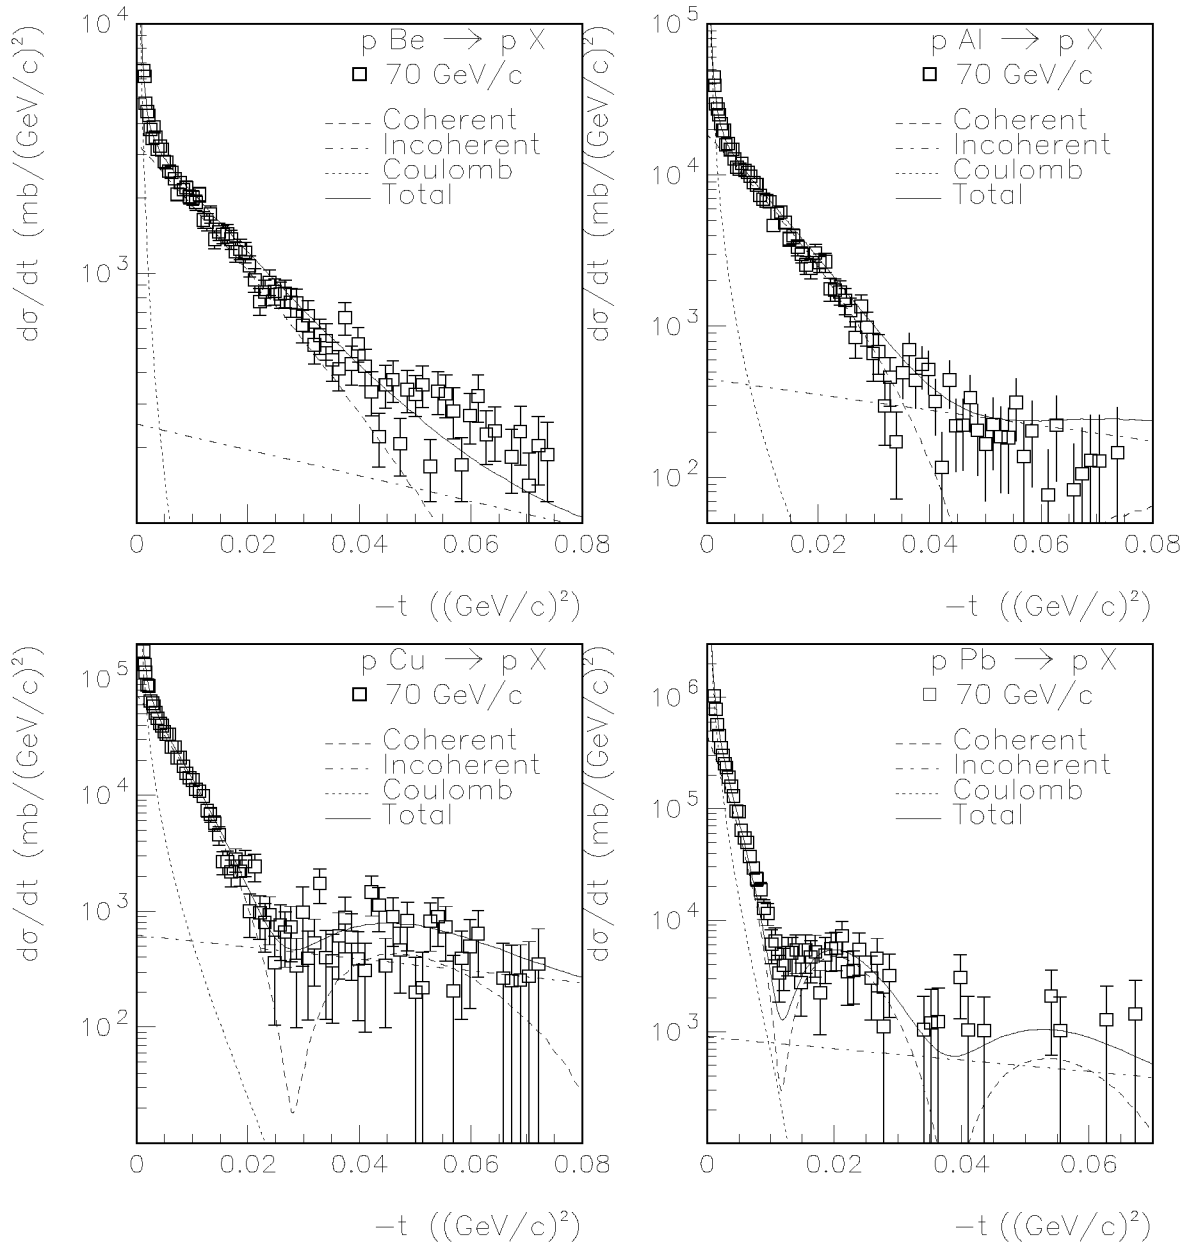 10^4
10^3
dσ/dt (mb/(GeV/c)^2)
p Be → p X
70 GeV/c
Coherent
Incoherent
Coulomb
Total
0 0.02 0.04 0.06 0.08
−t ((GeV/c)^2)
10^5
10^4
10^3
10^2
dσ/dt (mb/(GeV/c)^2)
p Al → p X
70 GeV/c
Coherent
Incoherent
Coulomb
Total
0 0.02 0.04 0.06 0.08
−t ((GeV/c)^2)
10^5
10^4
10^3
10^2
dσ/dt (mb/(GeV/c)^2)
p Cu → p X
70 GeV/c
Coherent
Incoherent
Coulomb
Total
0 0.02 0.04 0.06 0.08
−t ((GeV/c)^2)
10^6
10^5
10^4
10^3
dσ/dt (mb/(GeV/c)^2)
p Pb → p X
70 GeV/c
Coherent
Incoherent
Coulomb
Total
0 0.02 0.04 0.06
−t ((GeV/c)^2)